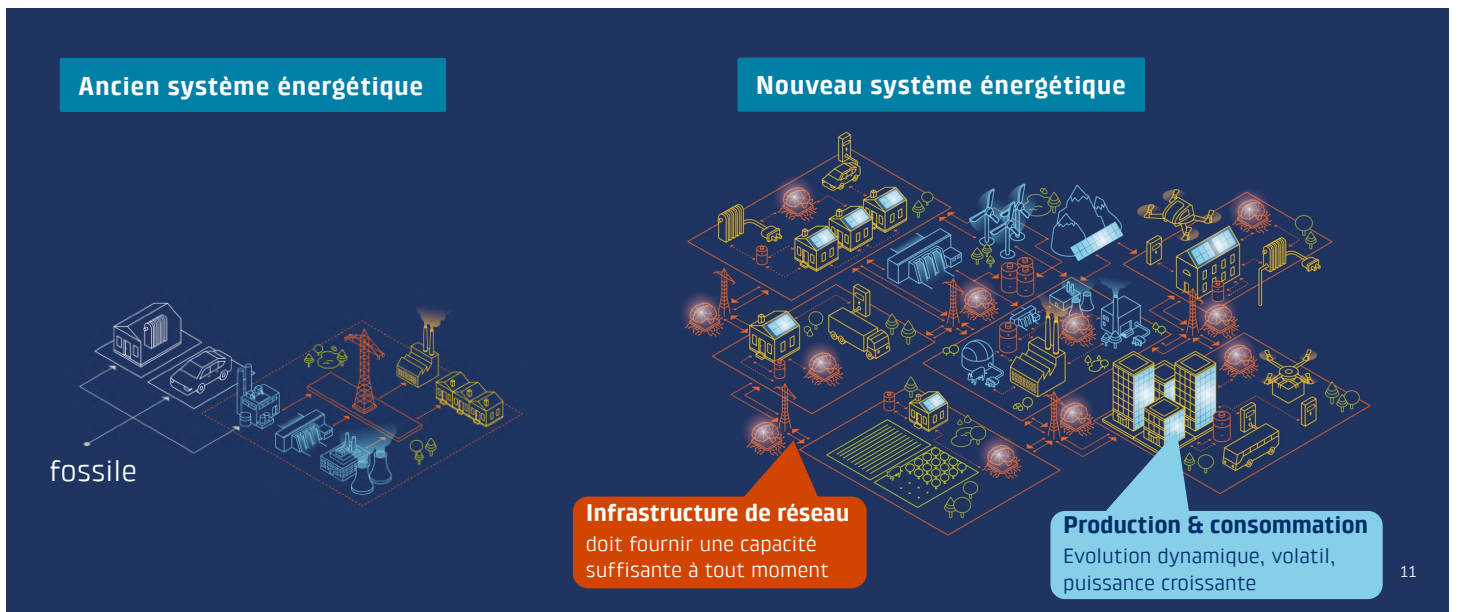 Ancien système énergétique
Nouveau système énergétique
fossile
Infrastructure de réseau
doit fournir une capacité
suffisante à tout moment
Production & consommation
Evolution dynamique, volatil,
puissance croissante
11